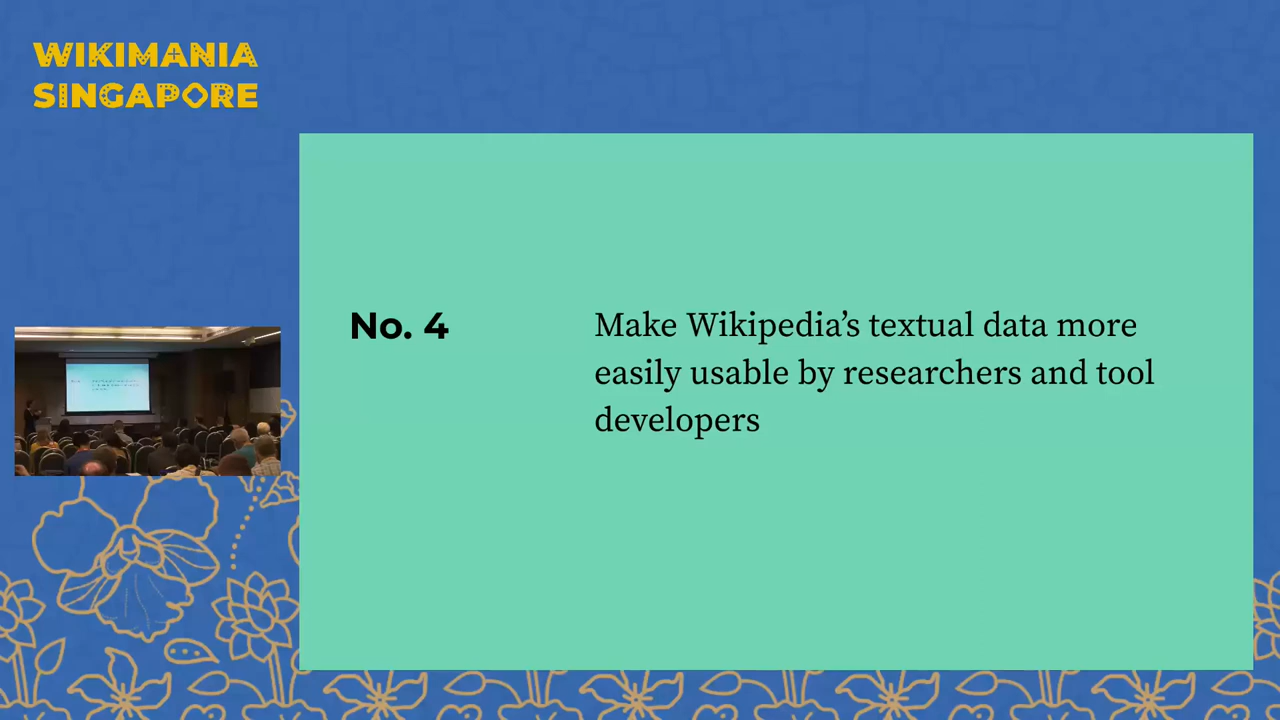 WIKIMANIA
SINGAPORE
No. 4
Make Wikipedia’s textual data more
easily usable by researchers and tool
developers